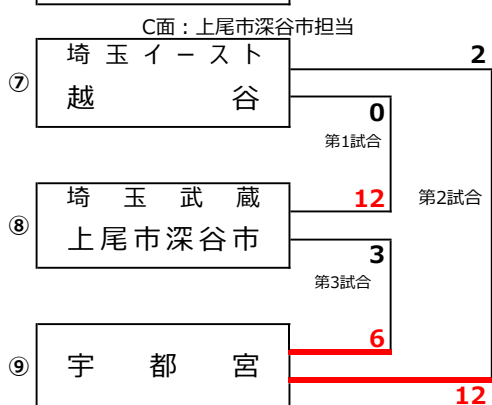 C面：上尾市深谷市担当
⑦
埼玉イースト
越谷
2
0
第1試合
12
第2試合
⑧
埼玉武蔵
上尾市深谷市
3
第3試合
6
⑨
宇都宮
12